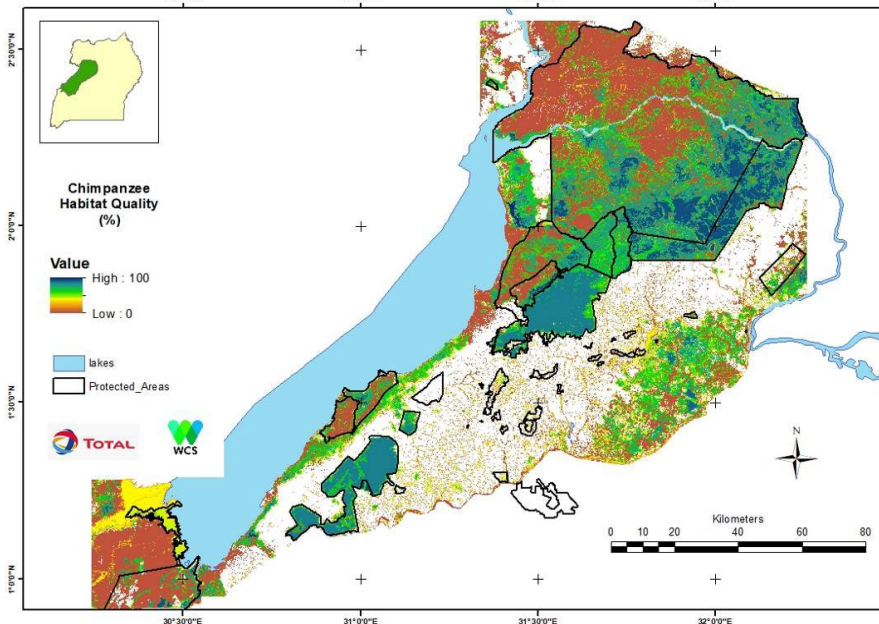 2°30'0"N
2°0'0"N
1°30'0"N
1°0'0"N
Chimpanzee
Habitat Quality
(%)
Value
High : 100
Low : 0
lakes
Protected_Areas
TOTAL
WCS
N
Kilometers
0 5 10 20 40 60 80
30°30'0"E
31°0'0"E
31°30'0"E
32°0'0"E